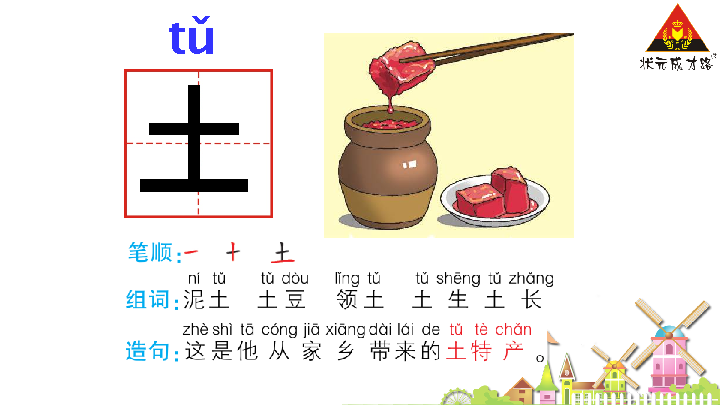 tǔ
状元成才路
土
笔顺：一 十 土
ní tǔ tǔ dòu lǐng tǔ tǔ shēng tǔ zhǎng
组词：泥土 土豆 领土 土生土长
zhè shì tā cóng jiā xiāng dài lái de tǔ tè chǎn
造句：这是他从家乡带来的土特产。